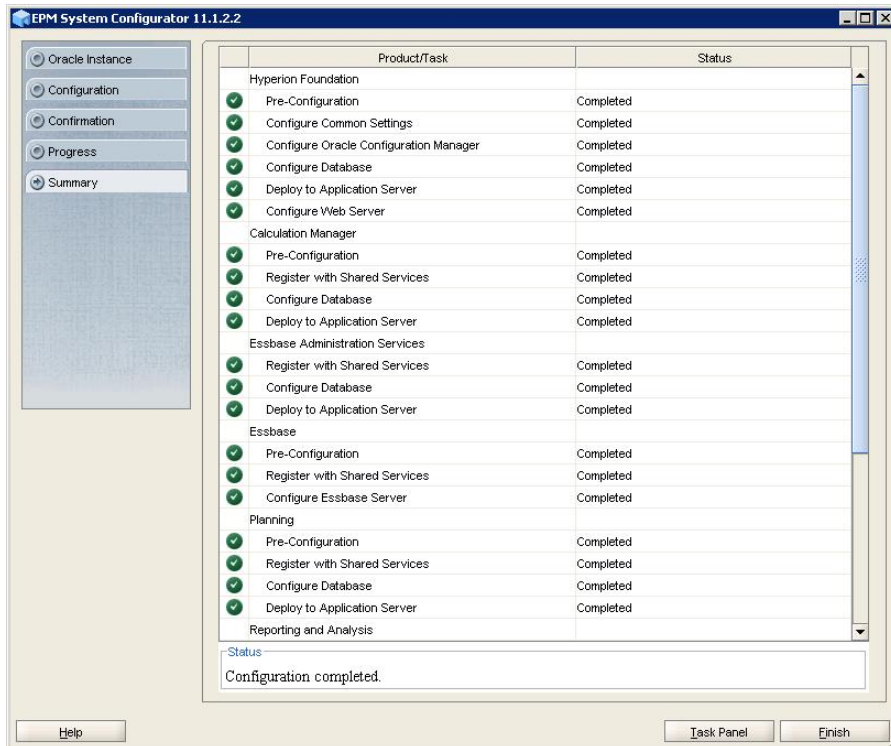 EPM System Configurator 11.1.2.2
Oracle Instance
Configuration
Confirmation
Progress
Summary
Product/Task Status
Hyperion Foundation
Pre-Configuration Completed
Configure Common Settings Completed
Configure Oracle Configuration Manager Completed
Configure Database Completed
Deploy to Application Server Completed
Configure Web Server Completed
Calculation Manager
Pre-Configuration Completed
Register with Shared Services Completed
Configure Database Completed
Deploy to Application Server Completed
Essbase Administration Services
Register with Shared Services Completed
Configure Database Completed
Deploy to Application Server Completed
Essbase
Pre-Configuration Completed
Register with Shared Services Completed
Configure Essbase Server Completed
Planning
Pre-Configuration Completed
Register with Shared Services Completed
Configure Database Completed
Deploy to Application Server Completed
Reporting and Analysis
Status
Configuration completed.
Help Task Panel Finish